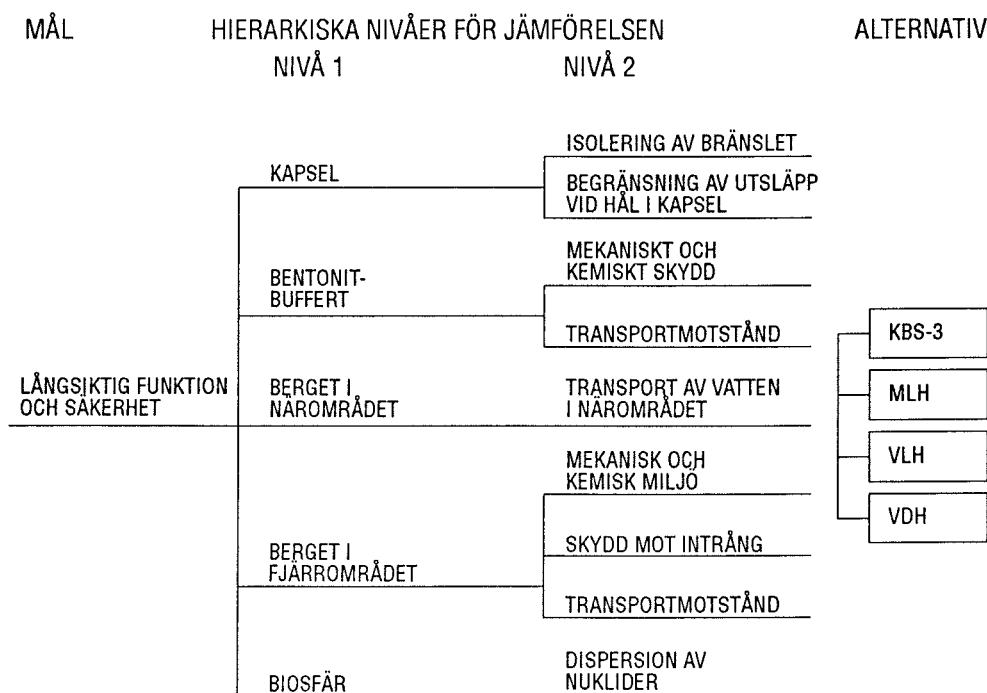 MÅL
HIERARKISKA NIVÅER FÖR JÄMFÖRELSEN
ALTERNATIV
NIVÅ 1
NIVÅ 2
KAPSEL
ISOLERING AV BRÄNSLET
BEGRÄNSNING AV UTSLÄPP
VID HÅL I KAPSEL
BENTONIT-
BUFFERT
MEKANISKT OCH
KEMISKT SKYDD
TRANSPORTMOTSTÅND
LÅNGSIKTIG FUNKTION
OCH SÄKERHET
BERGET I
NÄROMRÅDET
TRANSPORT AV VATTEN
I NÄROMRÅDET
BERGET I
FJÄRROMRÅDET
MEKANISK OCH
KEMISK MILJÖ
SKYDD MOT INTRÅNG
TRANSPORTMOTSTÅND
BIOSFÄR
DISPERSION AV
NUKLIDER
KBS-3
MLH
VLH
VDH